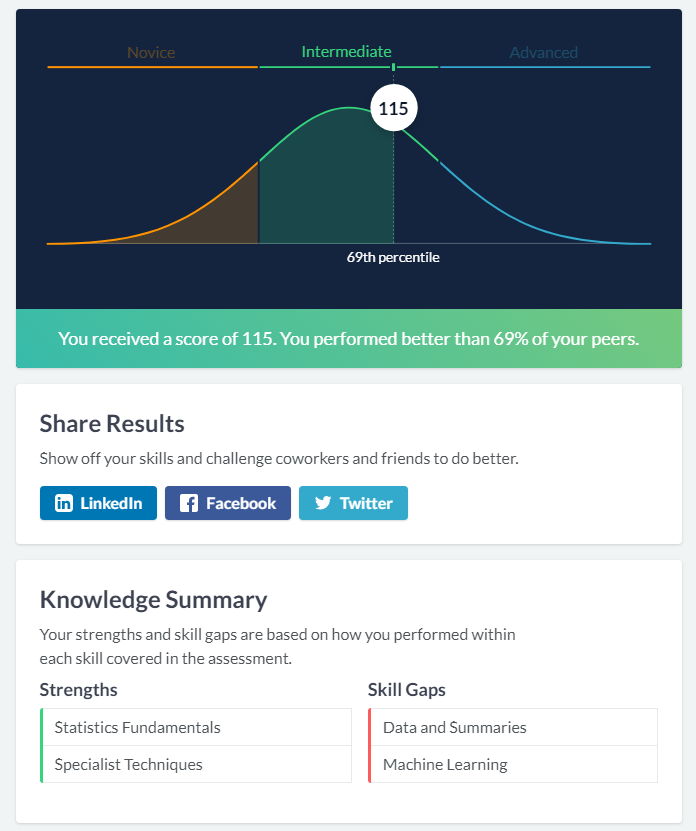 Novice
Intermediate
Advanced
115
69th percentile
You received a score of 115. You performed better than 69% of your peers.
Share Results
Show off your skills and challenge coworkers and friends to do better.
LinkedIn
Facebook
Twitter
Knowledge Summary
Your strengths and skill gaps are based on how you performed within
each skill covered in the assessment.
Strengths
Skill Gaps
Statistics Fundamentals
Data and Summaries
Specialist Techniques
Machine Learning